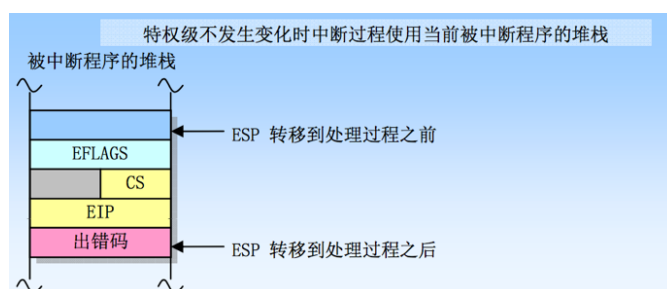 特权级不发生变化时中断过程使用当前被中断程序的堆栈
被中断程序的堆栈
ESP 转移到处理过程之前
EFLAGS
CS
EIP
出错码
ESP 转移到处理过程之后